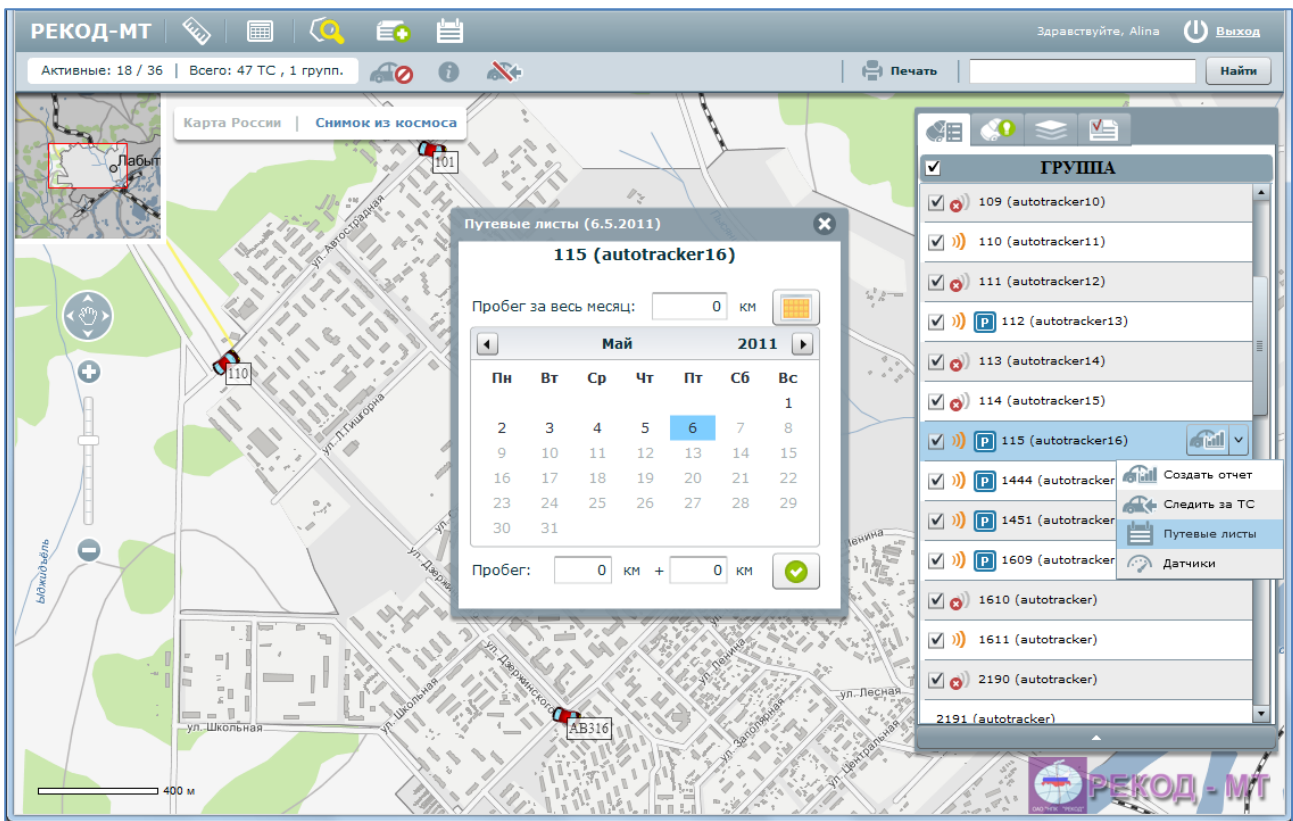 РЕКОД-МТ
Здравствуйте, Alina
Выход
Активные: 18 / 36 | Всего: 47 ТС , 1 групп.
Печать
Найти
Карта России | Снимок из космоса
Лабыт
101
110
АВ316
ул. Автострадная
ул. Л.Гиштюрна
ул. Дзержинского
ул. Школьная
ул. Школьная
ул. Ленина
ул. Заполярная
ул. Лесная
ул. Центральная
Ленина
Ыджидъёль
400 м
Путевые листы (6.5.2011)
115 (autotracker16)
Пробег за весь месяц: 0 км
Май 2011
Пн Вт Ср Чт Пт Сб Вс
1
2 3 4 5 6 7 8
9 10 11 12 13 14 15
16 17 18 19 20 21 22
23 24 25 26 27 28 29
30 31
Пробег: 0 км + 0 км
ГРУППА
109 (autotracker10)
110 (autotracker11)
111 (autotracker12)
P 112 (autotracker13)
113 (autotracker14)
114 (autotracker15)
P 115 (autotracker16)
P 1444 (autotracker
P 1451 (autotracker
P 1609 (autotracker
1610 (autotracker)
1611 (autotracker)
2190 (autotracker)
2191 (autotracker)
Создать отчет
Следить за ТС
Путевые листы
Датчики
РЕКОД - МТ